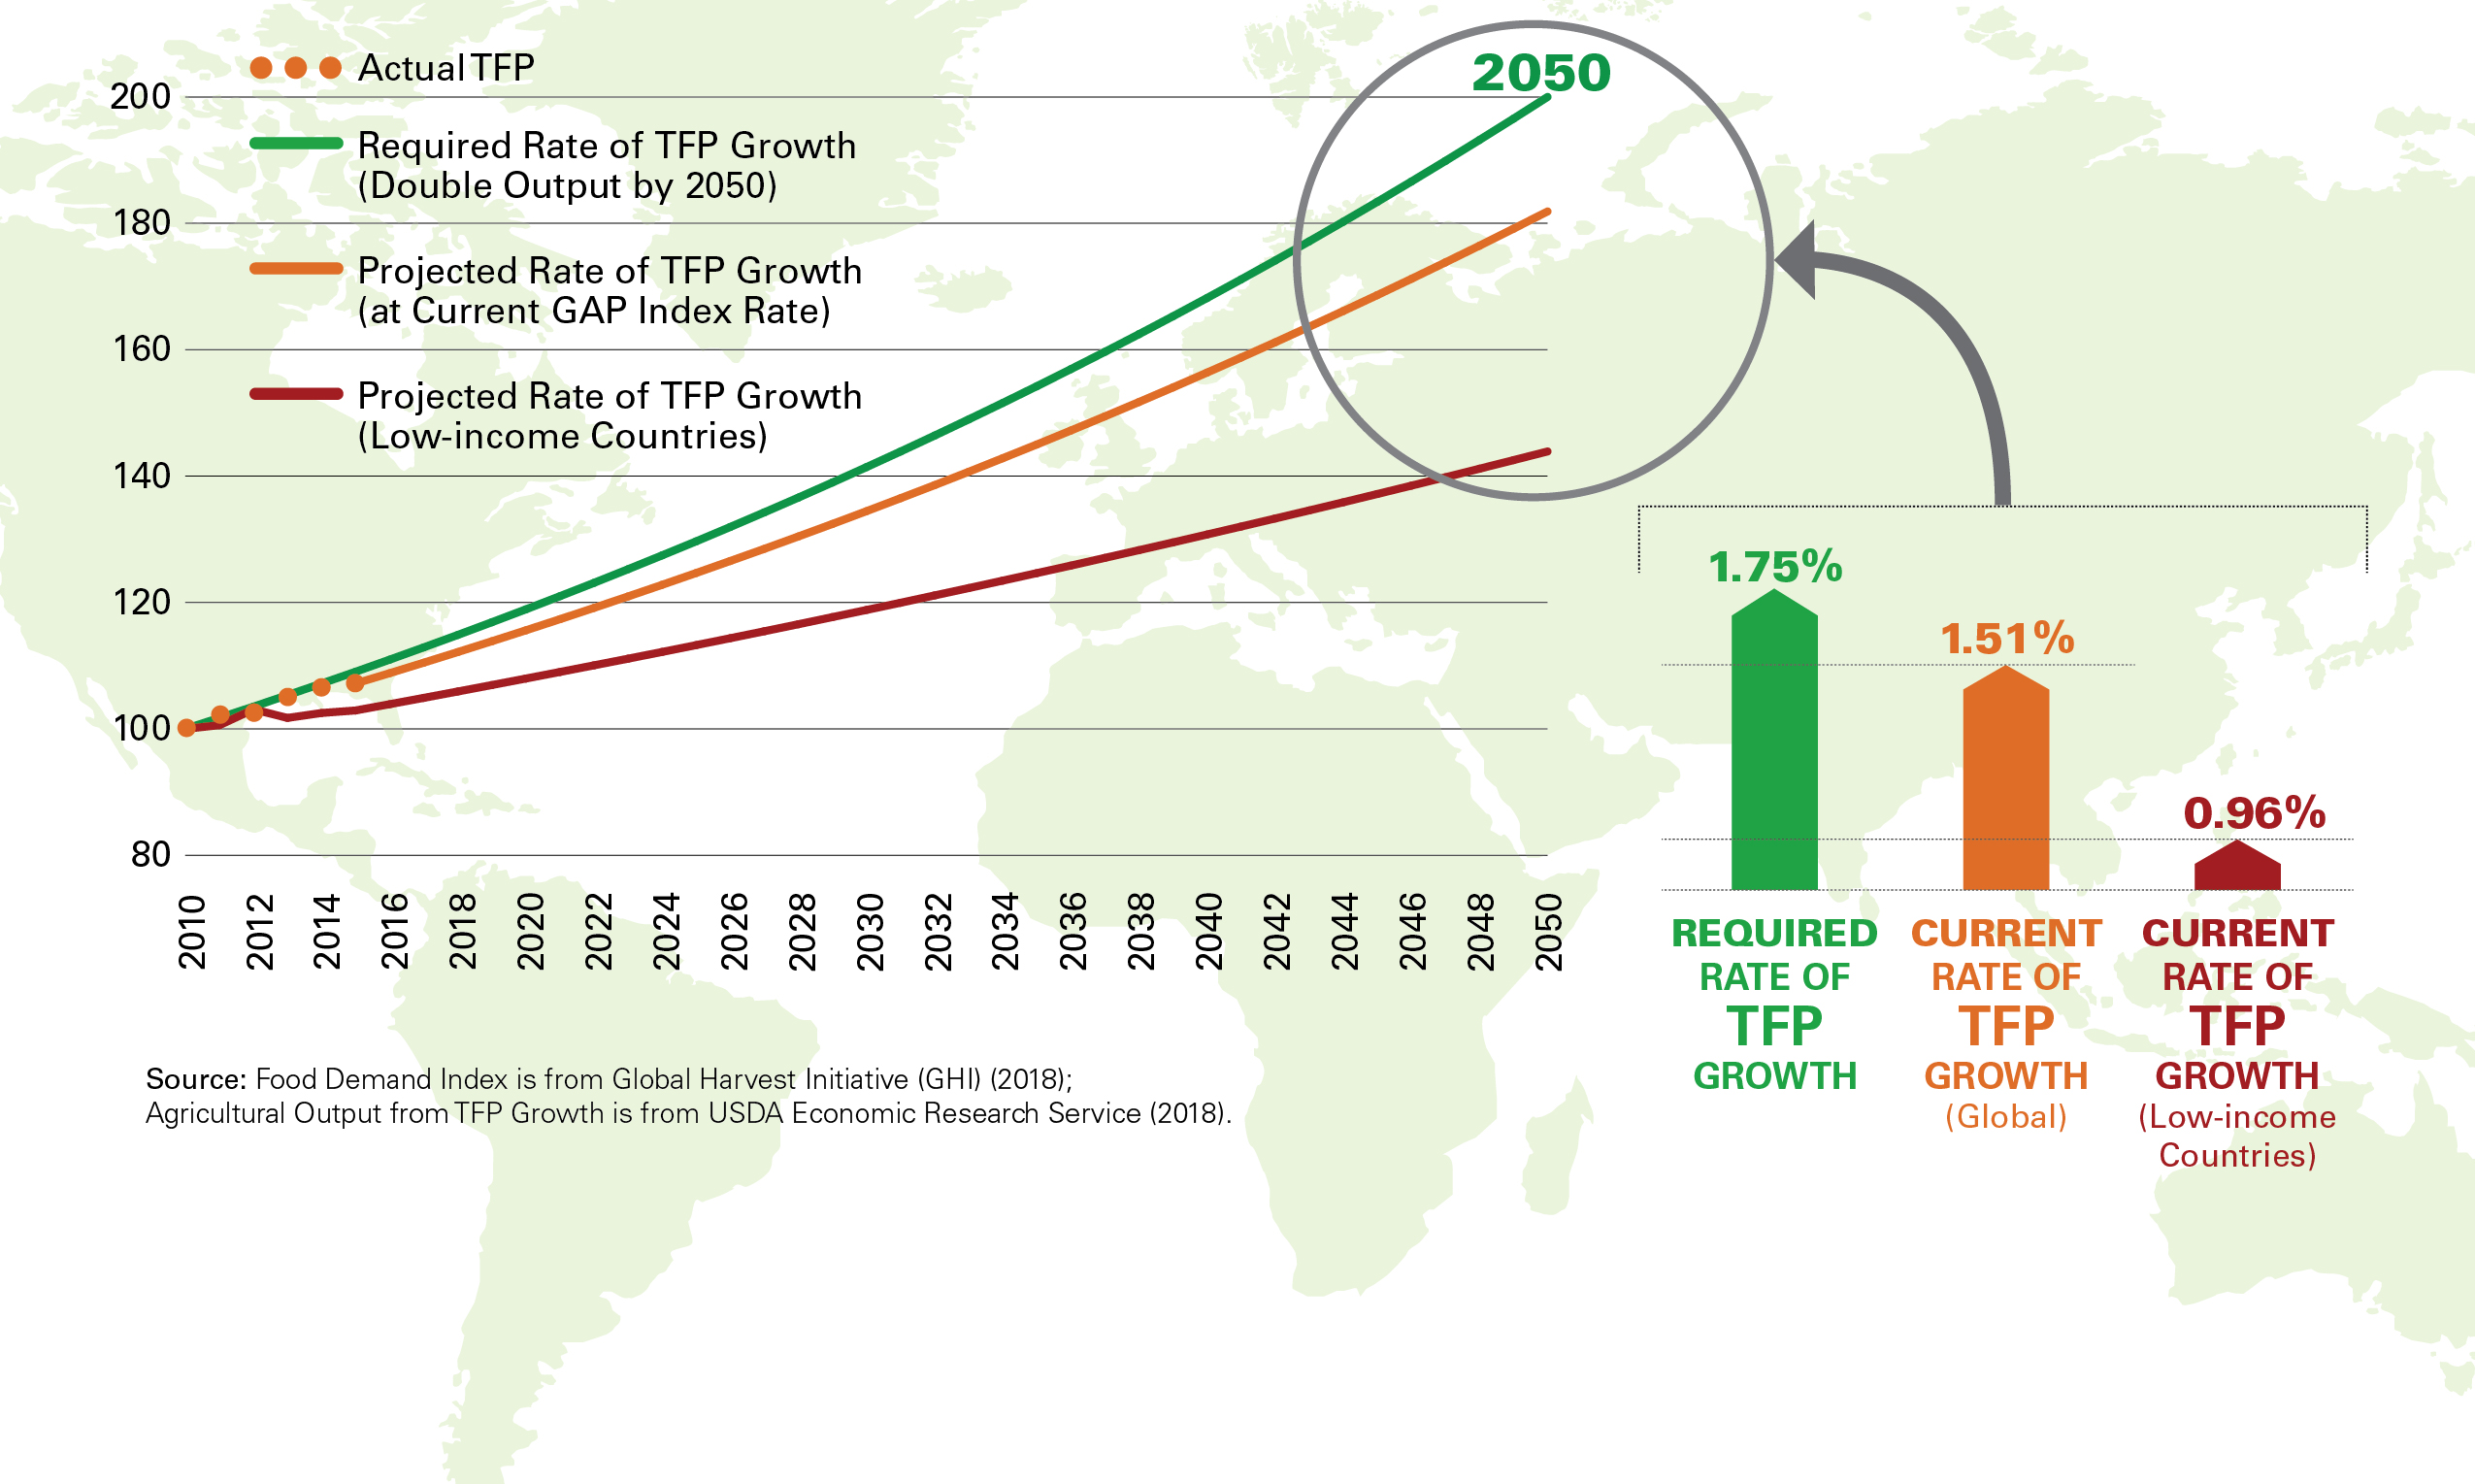 Actual TFP
Required Rate of TFP Growth
(Double Output by 2050)
Projected Rate of TFP Growth
(at Current GAP Index Rate)
Projected Rate of TFP Growth
(Low-income Countries)
200
180
160
140
120
100
80
2010
2012
2014
2016
2018
2020
2022
2024
2026
2028
2030
2032
2034
2036
2038
2040
2042
2044
2046
2048
2050
2050
1.75%
1.51%
0.96%
REQUIRED
RATE OF
TFP
GROWTH
CURRENT
RATE OF
TFP
GROWTH
(Global)
CURRENT
RATE OF
TFP
GROWTH
(Low-income
Countries)
Source: Food Demand Index is from Global Harvest Initiative (GHI) (2018);
Agricultural Output from TFP Growth is from USDA Economic Research Service (2018).